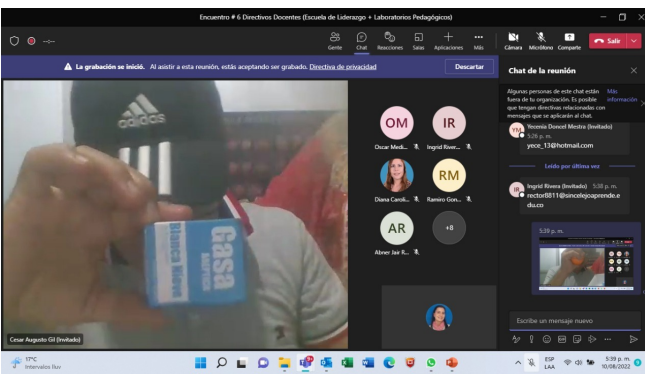 Encuentro # 6 Directivos Docentes (Escuela de Liderazgo + Laboratorios Pedagógicos)
Gente
Chat
Reacciones
Salas
Aplicaciones
Más
Cámara
Micrófono
Comparte
Salir
La grabación se inició. Al asistir a esta reunión, estás aceptando ser grabado. Directiva de privacidad
Descartar
Chat de la reunión
Algunas personas de este chat están fuera de tu organización. Es posible que tengan directivas relacionadas con mensajes que se aplicarán al chat.
Más información
YM
Yecenia Doncel Mestra (Invitado)
5:26 p. m.
yece_13@hotmail.com
Leído por última vez
IR
Ingrid Rivera (Invitado) 5:38 p. m.
rector8811@sincelejoaprende.e
du.co
5:39 p. m.
Escribe un mensaje nuevo
adidas
Casa
Blanca Nieve
OM
Oscar Medi...
IR
Ingrid River...
Diana Caroli...
RM
Ramiro Gon...
AR
Abner Jair R...
+8
Cesar Augusto Gil (Invitado)
17°C
Intervalos lluv
ESP
LAA
5:39 p. m.
10/08/2022